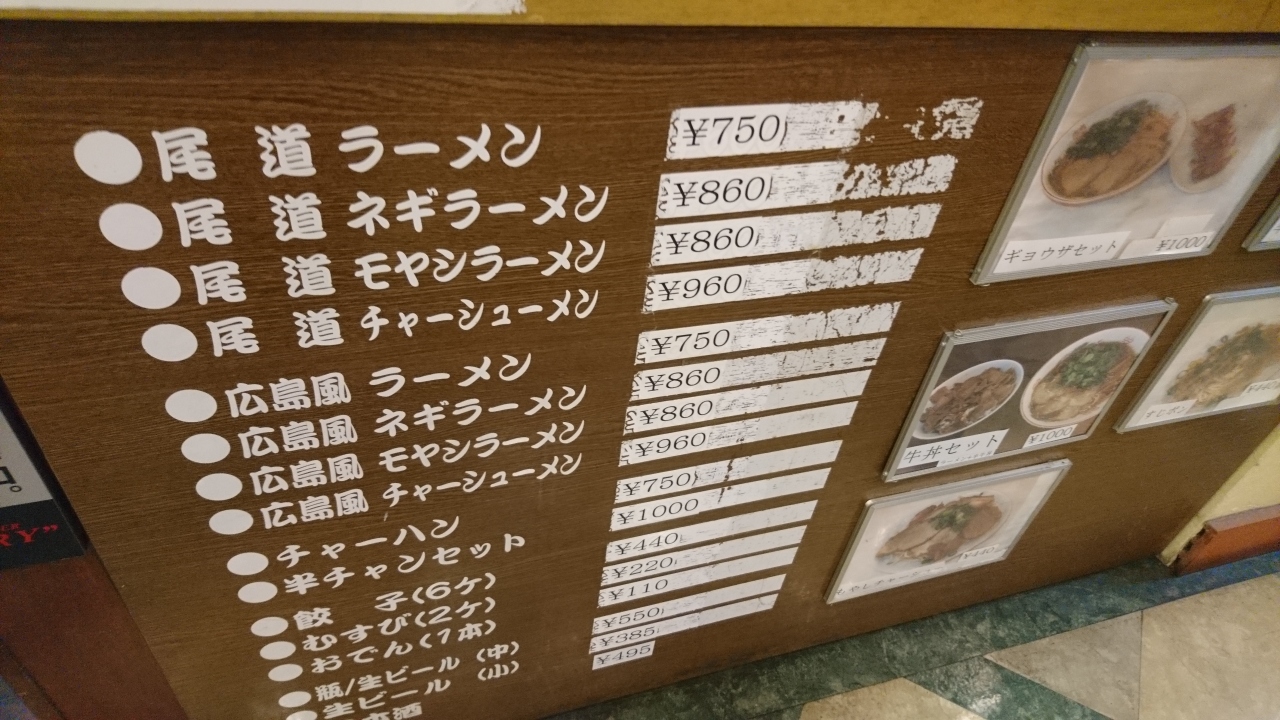 ●尾 道 ラーメン ¥750
●尾 道 ネギラーメン ¥860
●尾 道 モヤシラーメン ¥860
●尾 道 チャーシューメン ¥960
●広島風 ラーメン ¥750
●広島風 ネギラーメン ¥860
●広島風 モヤシラーメン ¥860
●広島風 チャーシューメン ¥960
●チャーハン ¥750
●半チャンセット ¥1000
●餃 子(6ケ) ¥440
●むすび(2ケ) ¥220
●おでん(1本) ¥110
●瓶/生ビール (中) ¥550
●生ビール (小) ¥385
酒 ¥495
ギョウザセット ¥1000
牛丼セット ¥1000
RY”